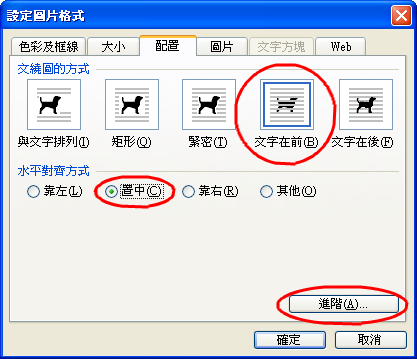 設定圖片格式
色彩及框線 大小 配置 圖片 文字方塊 Web
文繞圖的方式
與文字排列(I) 矩形(Q) 緊密(T) 文字在前(B) 文字在後(F)
水平對齊方式
靠左(L) 置中(C) 靠右(R) 其他(O)
進階(A)...
確定 取消